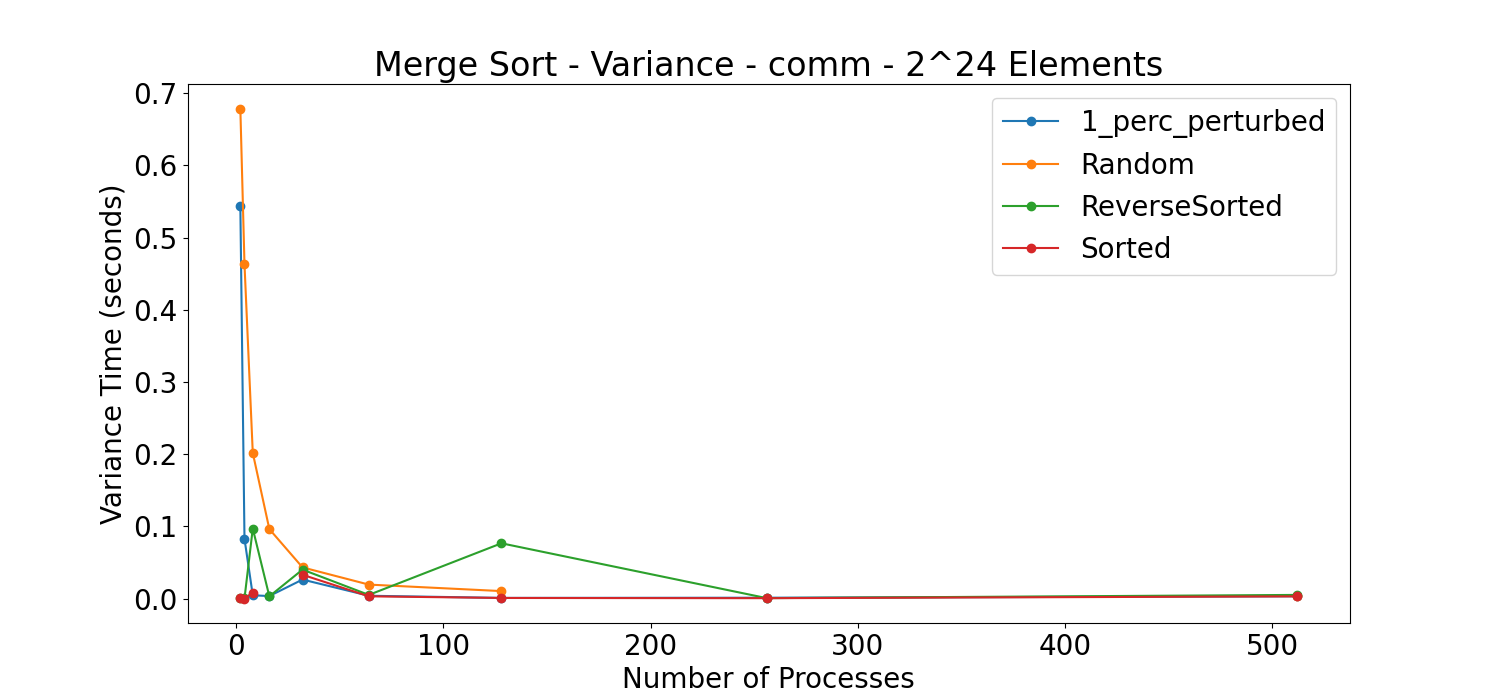 Merge Sort - Variance - comm - 2^24 Elements
Variance Time (seconds)
0.7
0.6
0.5
0.4
0.3
0.2
0.1
0.0
1_perc_perturbed
Random
ReverseSorted
Sorted
0 100 200 300 400 500
Number of Processes